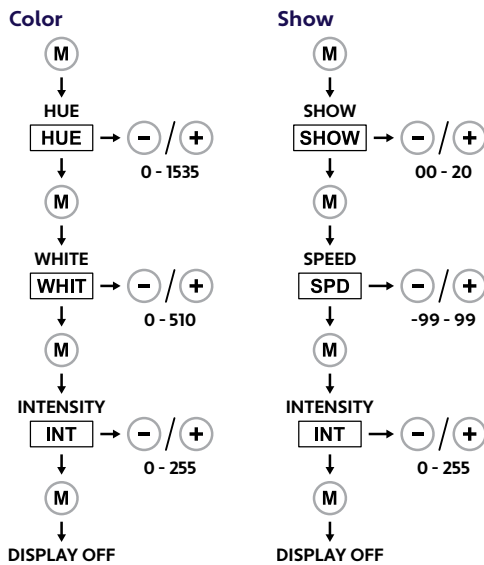 Color
M
HUE
HUE
- / +
0 - 1535
M
WHITE
WHIT
- / +
0 - 510
M
INTENSITY
INT
- / +
0 - 255
M
DISPLAY OFF
Show
M
SHOW
SHOW
- / +
00 - 20
M
SPEED
SPD
- / +
-99 - 99
M
INTENSITY
INT
- / +
0 - 255
M
DISPLAY OFF